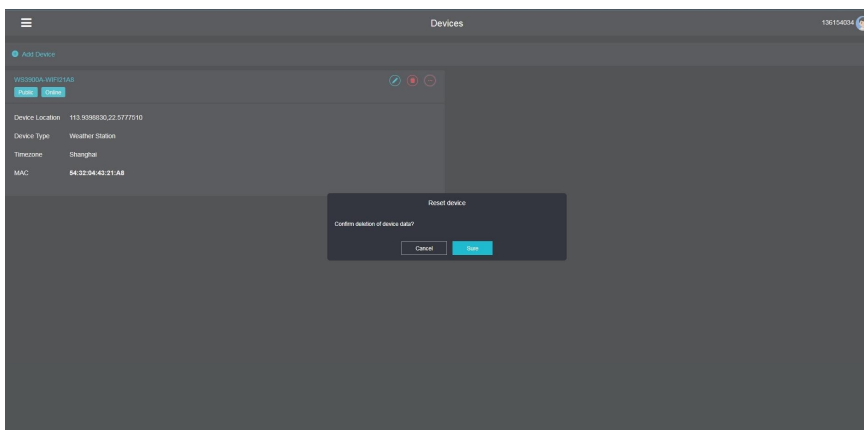 Devices
136154034
Add Device
WS3900A-WIFI21A8
Public Online
Device Location 113.9398830,22.5777510
Device Type Weather Station
Timezone Shanghai
MAC 54:32:04:43:21:A8
Reset device
Confirm deletion of device data?
Cancel Sure